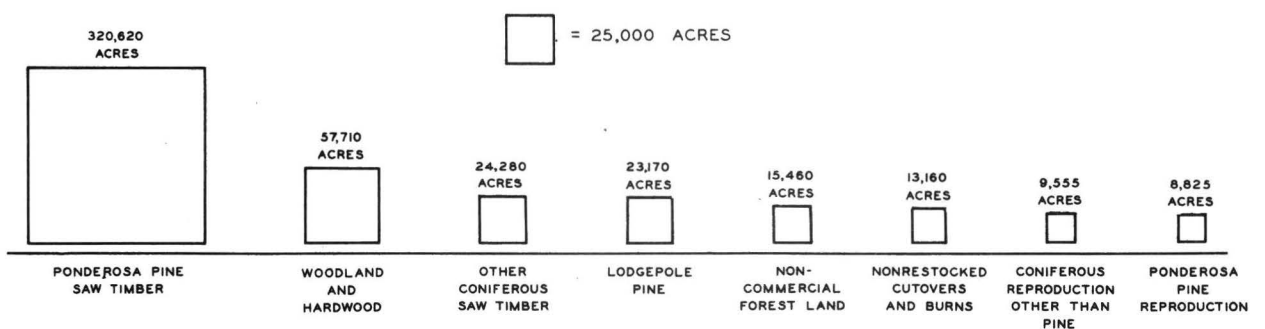 = 25,000 ACRES
320,620
ACRES
57,710
ACRES
24,280
ACRES
23,170
ACRES
15,460
ACRES
13,160
ACRES
9,555
ACRES
8,825
ACRES
PONDEROSA PINE
SAW TIMBER
WOODLAND
AND
HARDWOOD
OTHER
CONIFEROUS
SAW TIMBER
LODGEPOLE
PINE
NON-
COMMERCIAL
FOREST LAND
NONRESTOCKED
CUTOVERS
AND BURNS
CONIFEROUS
REPRODUCTION
OTHER THAN
PINE
PONDEROSA
PINE
REPRODUCTION